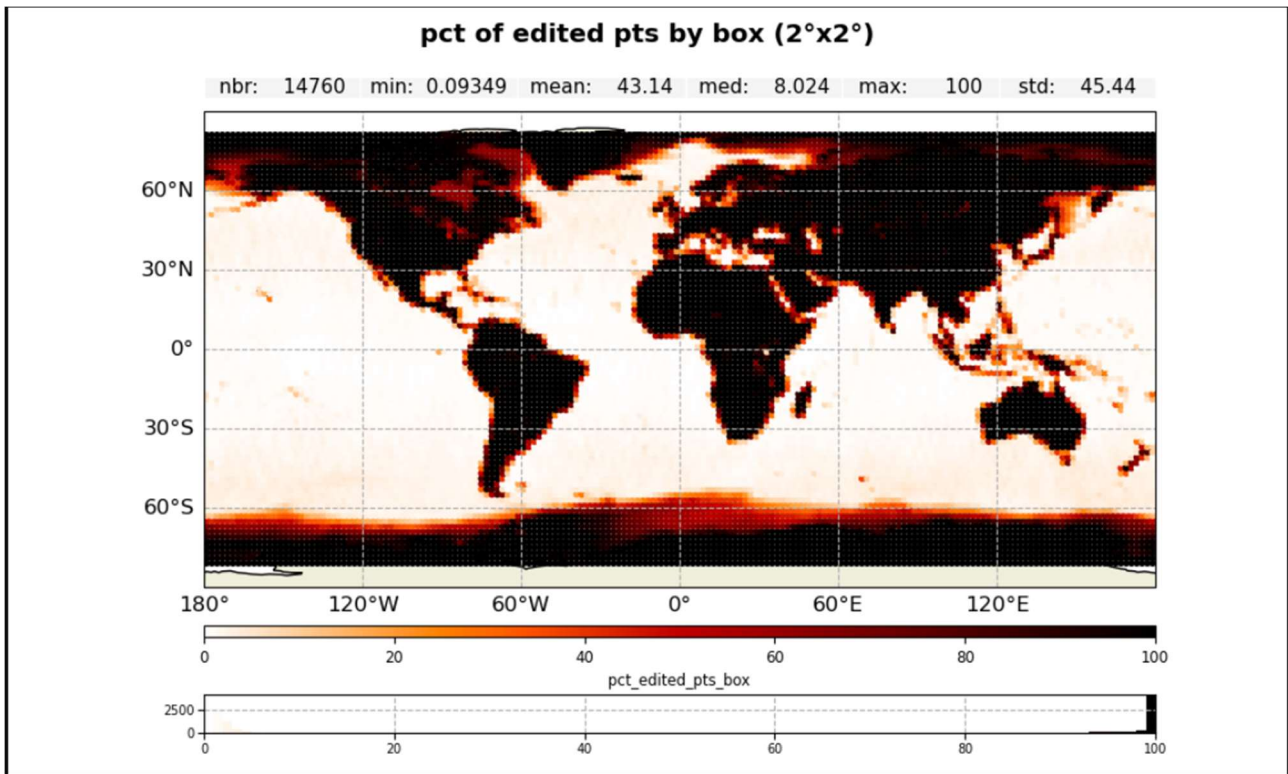 pct of edited pts by box (2°x2°)
nbr: 14760 min: 0.09349 mean: 43.14 med: 8.024 max: 100 std: 45.44
60°N
30°N
0°
30°S
60°S
180° 120°W 60°W 0° 60°E 120°E
0 20 40 60 80 100
pct_edited_pts_box
2500
0
0 20 40 60 80 100